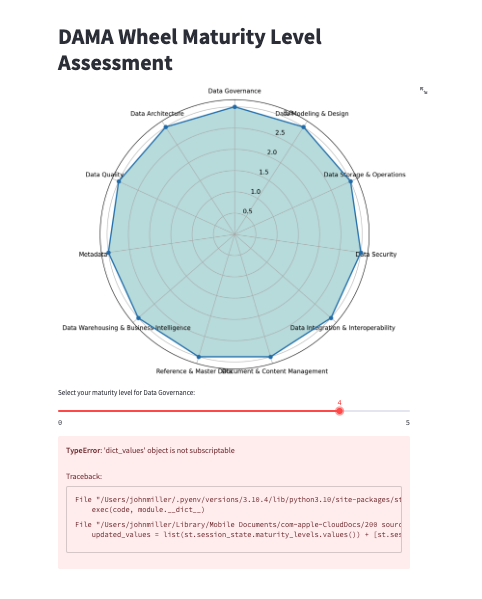 DAMA Wheel Maturity Level
Assessment
Data Governance
Data Architecture
Modeling & Design
2.5
2.0
1.5
1.0
0.5
Data Quality
Data Storage & Operations
Metadata
Data Security
Data Warehousing & Business Intelligence
Data Integration & Interoperability
Reference & Master Data
Document & Content Management
Select your maturity level for Data Governance:
4
0
5
TypeError: 'dict_values' object is not subscriptable
Traceback:
File "/Users/johnmiller/.pyenv/versions/3.10.4/lib/python3.10/site-packages/st
exec(code, module.__dict__)
File "/Users/johnmiller/Library/Mobile Documents/com~apple~CloudDocs/200 sourc
updated_values = list(st.session_state.maturity_levels.values()) + [st.ses